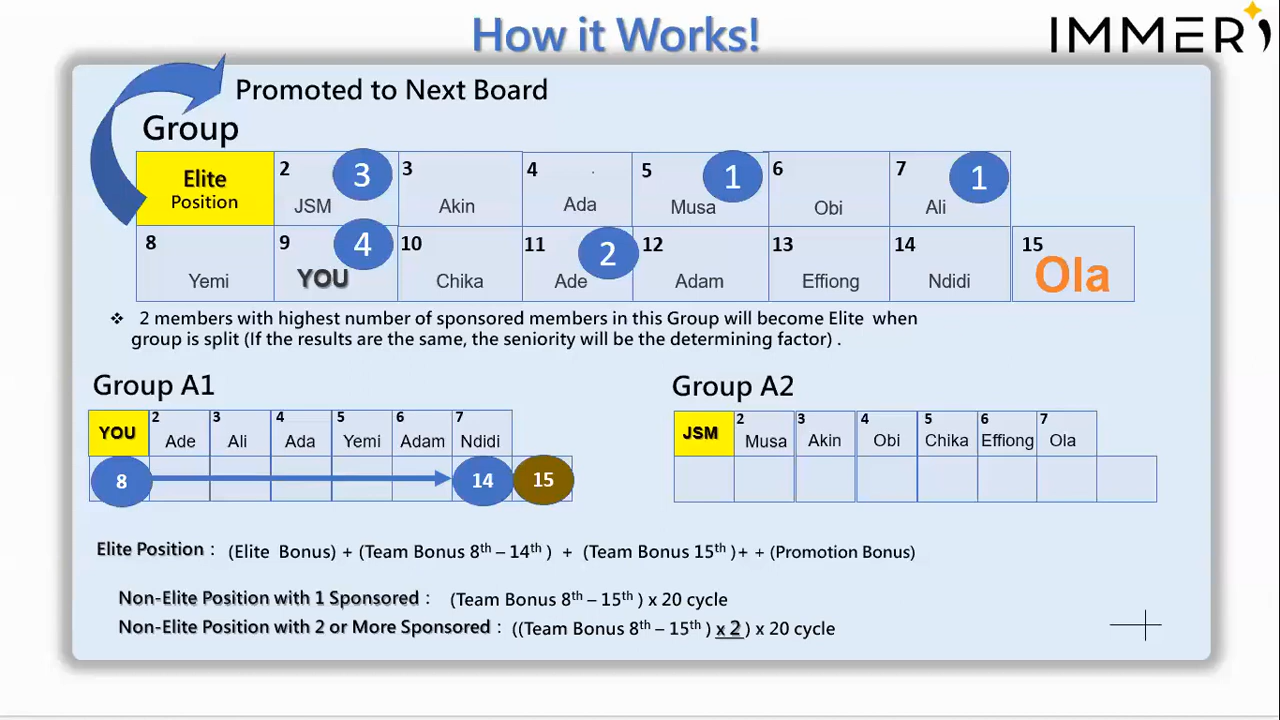 How it Works!
IMMERI
Promoted to Next Board
Group
Elite Position
2 JSM 3
3 Akin
4 Ada
5 Musa 1
6 Obi
7 Ali 1
8 Yemi
9 YOU 4
10 Chika
11 Ade 2
12 Adam
13 Effiong
14 Ndidi
15 Ola
❖ 2 members with highest number of sponsored members in this Group will become Elite when
group is split (If the results are the same, the seniority will be the determining factor) .
Group A1
YOU
2 Ade
3 Ali
4 Ada
5 Yemi
6 Adam
7 Ndidi
8 14 15
Group A2
JSM
2 Musa
3 Akin
4 Obi
5 Chika
6 Effiong
7 Ola
Elite Position : (Elite Bonus) + (Team Bonus 8th – 14th ) + (Team Bonus 15th )+ + (Promotion Bonus)
Non-Elite Position with 1 Sponsored : (Team Bonus 8th – 15th ) x 20 cycle
Non-Elite Position with 2 or More Sponsored : ((Team Bonus 8th – 15th ) x 2 ) x 20 cycle